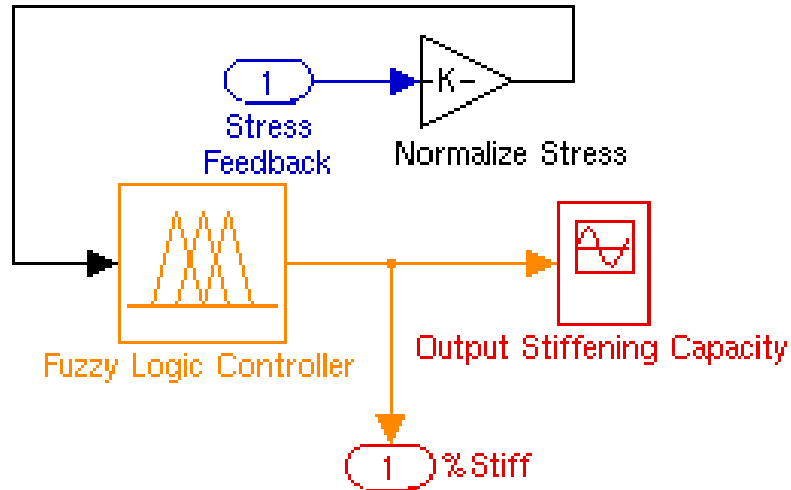 1
-K-
Stress
Feedback
Normalize Stress
Fuzzy Logic Controller
Output Stiffening Capacity
1
%Stiff